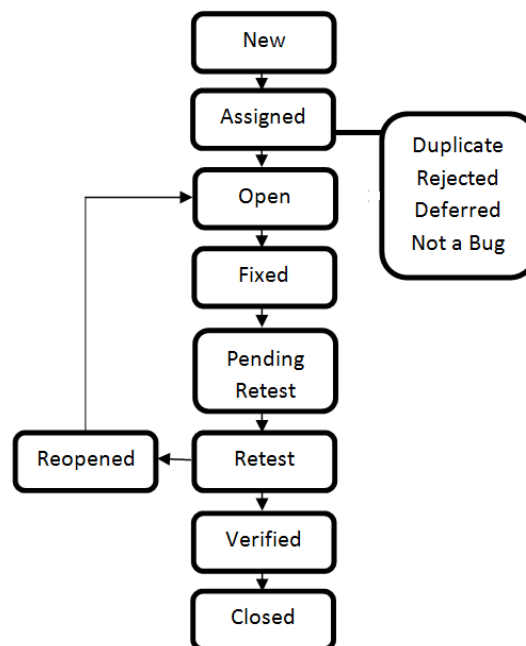 New
Assigned
Duplicate
Rejected
Deferred
Not a Bug
Open
Fixed
Pending
Retest
Reopened
Retest
Verified
Closed